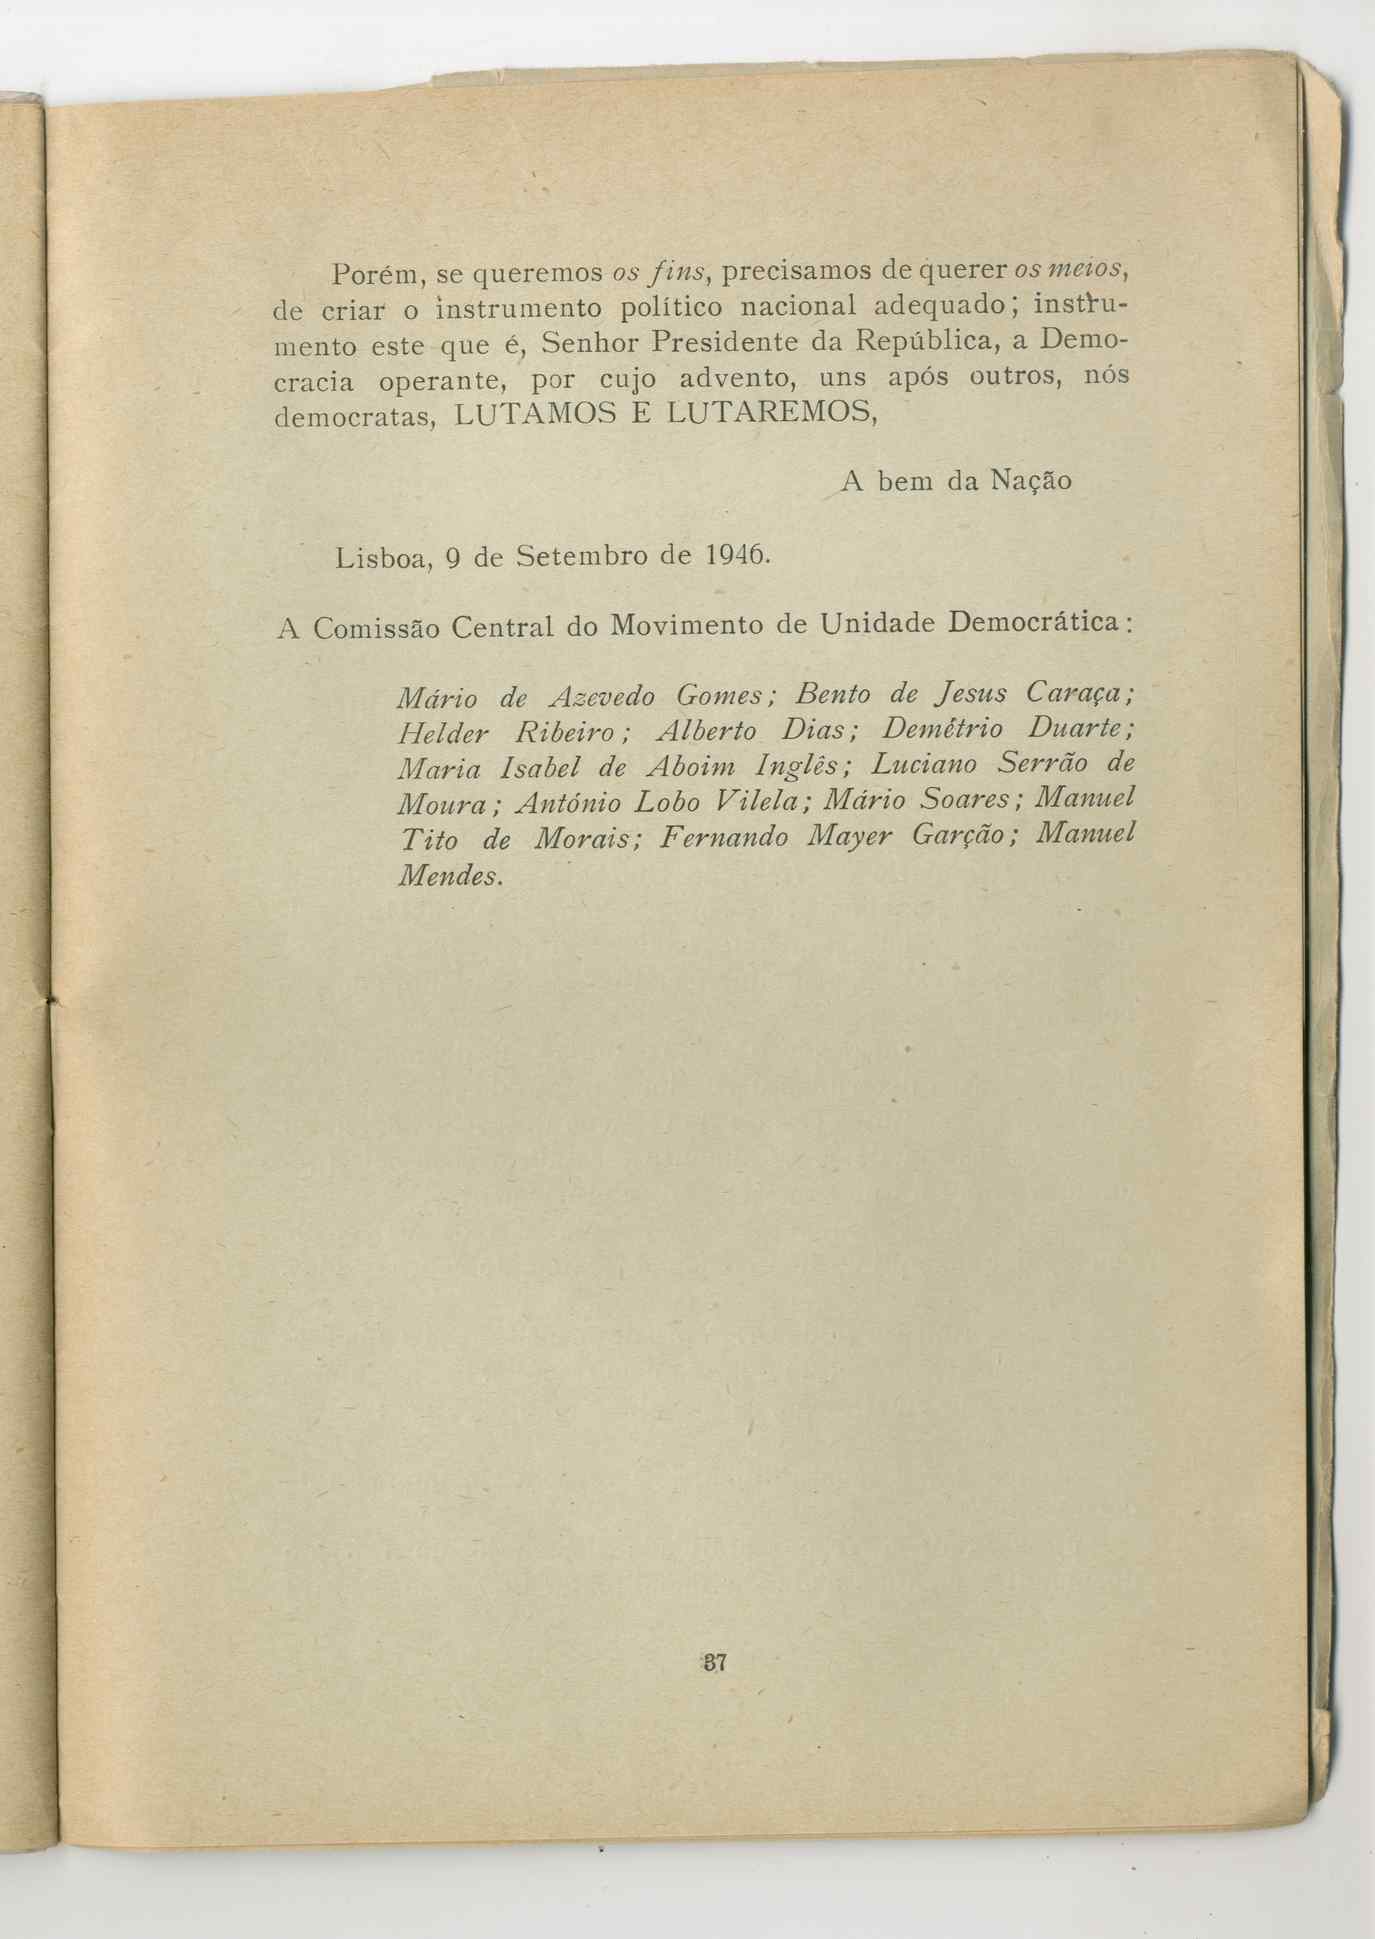 Porém, se queremos os fins, precisamos de querer os meios,
de criar o instrumento político nacional adequado; instru-
mento este que é, Senhor Presidente da República, a Demo-
cracia operante, por cujo advento, uns após outros, nós
democratas, LUTAMOS E LUTAREMOS,
A bem da Nação
Lisboa, 9 de Setembro de 1946.
A Comissão Central do Movimento de Unidade Democrática:
Mário de Azevedo Gomes; Bento de Jesus Caraça;
Helder Ribeiro; Alberto Dias; Demétrio Duarte;
Maria Isabel de Aboim Inglês; Luciano Serrão de
Moura; António Lobo Vilela; Mário Soares; Manuel
Tito de Morais; Fernando Mayer Garção; Manuel
Mendes.
37